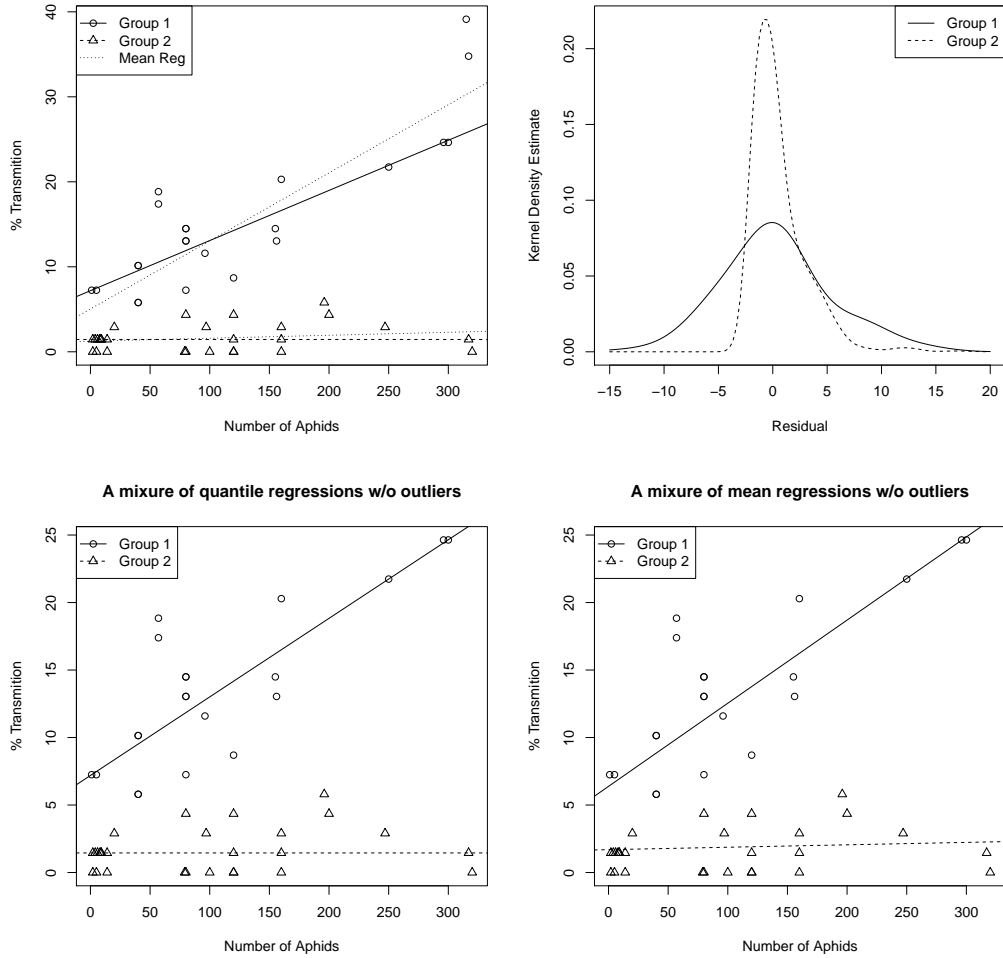 Group 1
Group 2
Mean Reg
% Transmition
0
10
20
30
40
0
50
100
150
200
250
300
Number of Aphids
Group 1
Group 2
Kernel Density Estimate
0.00
0.05
0.10
0.15
0.20
−15
−10
−5
0
5
10
15
20
Residual
A mixure of quantile regressions w/o outliers
Group 1
Group 2
% Transmition
0
5
10
15
20
25
0
50
100
150
200
250
300
Number of Aphids
A mixure of mean regressions w/o outliers
Group 1
Group 2
% Transmition
0
5
10
15
20
25
0
50
100
150
200
250
300
Number of Aphids